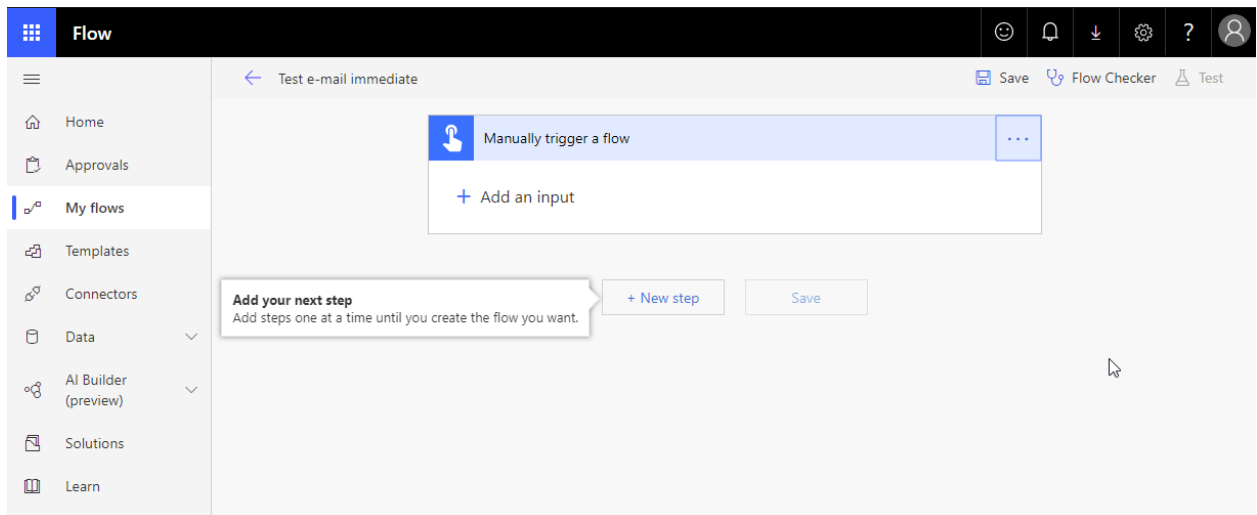 Flow
?
Test e-mail immediate
Save
Flow Checker
Test
Home
Approvals
My flows
Templates
Connectors
Data
AI Builder
(preview)
Solutions
Learn
Manually trigger a flow
...
+ Add an input
Add your next step
Add steps one at a time until you create the flow you want.
+ New step
Save